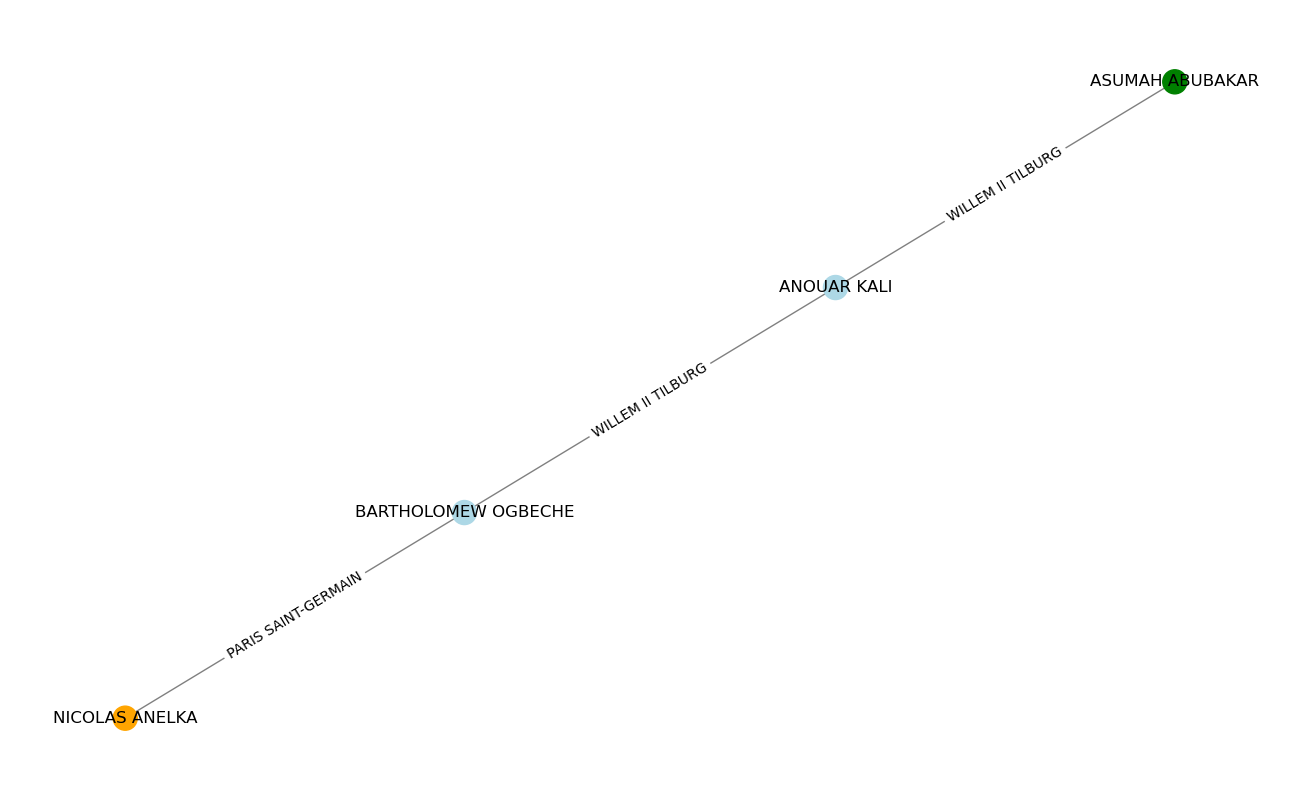 ASUMAH ABUBAKAR
WILLEM II TILBURG
ANOUAR KALI
WILLEM II TILBURG
BARTHOLOMEW OGBECHE
PARIS SAINT-GERMAIN
NICOLAS ANELKA